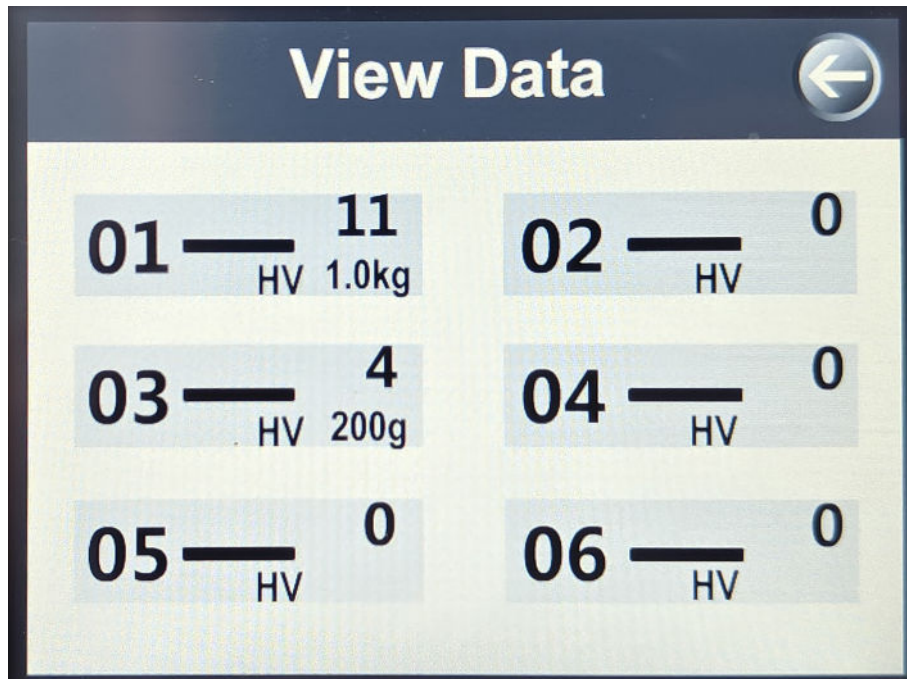 View Data
01 — 11
HV 1.0kg
02 — 0
HV
03 — 4
HV 200g
04 — 0
HV
05 — 0
HV
06 — 0
HV